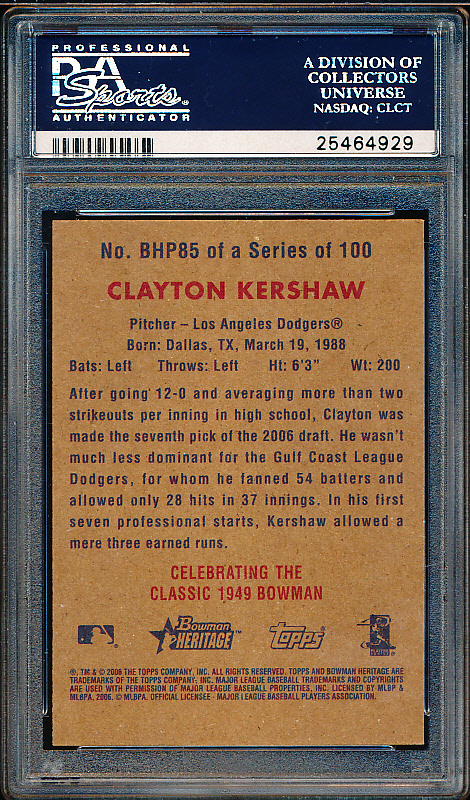 PROFESSIONAL
PSA
Sports
AUTHENTICATOR
A DIVISION OF
COLLECTORS
UNIVERSE
NASDAQ: CLCT
25464929
No. BHP85 of a Series of 100
CLAYTON KERSHAW
Pitcher – Los Angeles Dodgers®
Born: Dallas, TX, March 19, 1988
Bats: Left Throws: Left Ht: 6'3" Wt: 200
After going 12-0 and averaging more than two
strikeouts per inning in high school, Clayton was
made the seventh pick of the 2006 draft. He wasn't
much less dominant for the Gulf Coast League
Dodgers, for whom he fanned 54 batters and
allowed only 28 hits in 37 innings. In his first
seven professional starts, Kershaw allowed a
mere three earned runs.
CELEBRATING THE
CLASSIC 1949 BOWMAN
Bowman
HERITAGE™
Topps®
®, TM & © 2006 THE TOPPS COMPANY, INC. ALL RIGHTS RESERVED. TOPPS AND BOWMAN HERITAGE ARE
TRADEMARKS OF THE TOPPS COMPANY, INC. MAJOR LEAGUE BASEBALL TRADEMARKS AND COPYRIGHTS
ARE USED WITH PERMISSION OF MAJOR LEAGUE BASEBALL PROPERTIES, INC. LICENSED BY MLBP &
MLBPA, 2006. © MLBPA. OFFICIAL LICENSEE - MAJOR LEAGUE BASEBALL PLAYERS ASSOCIATION.